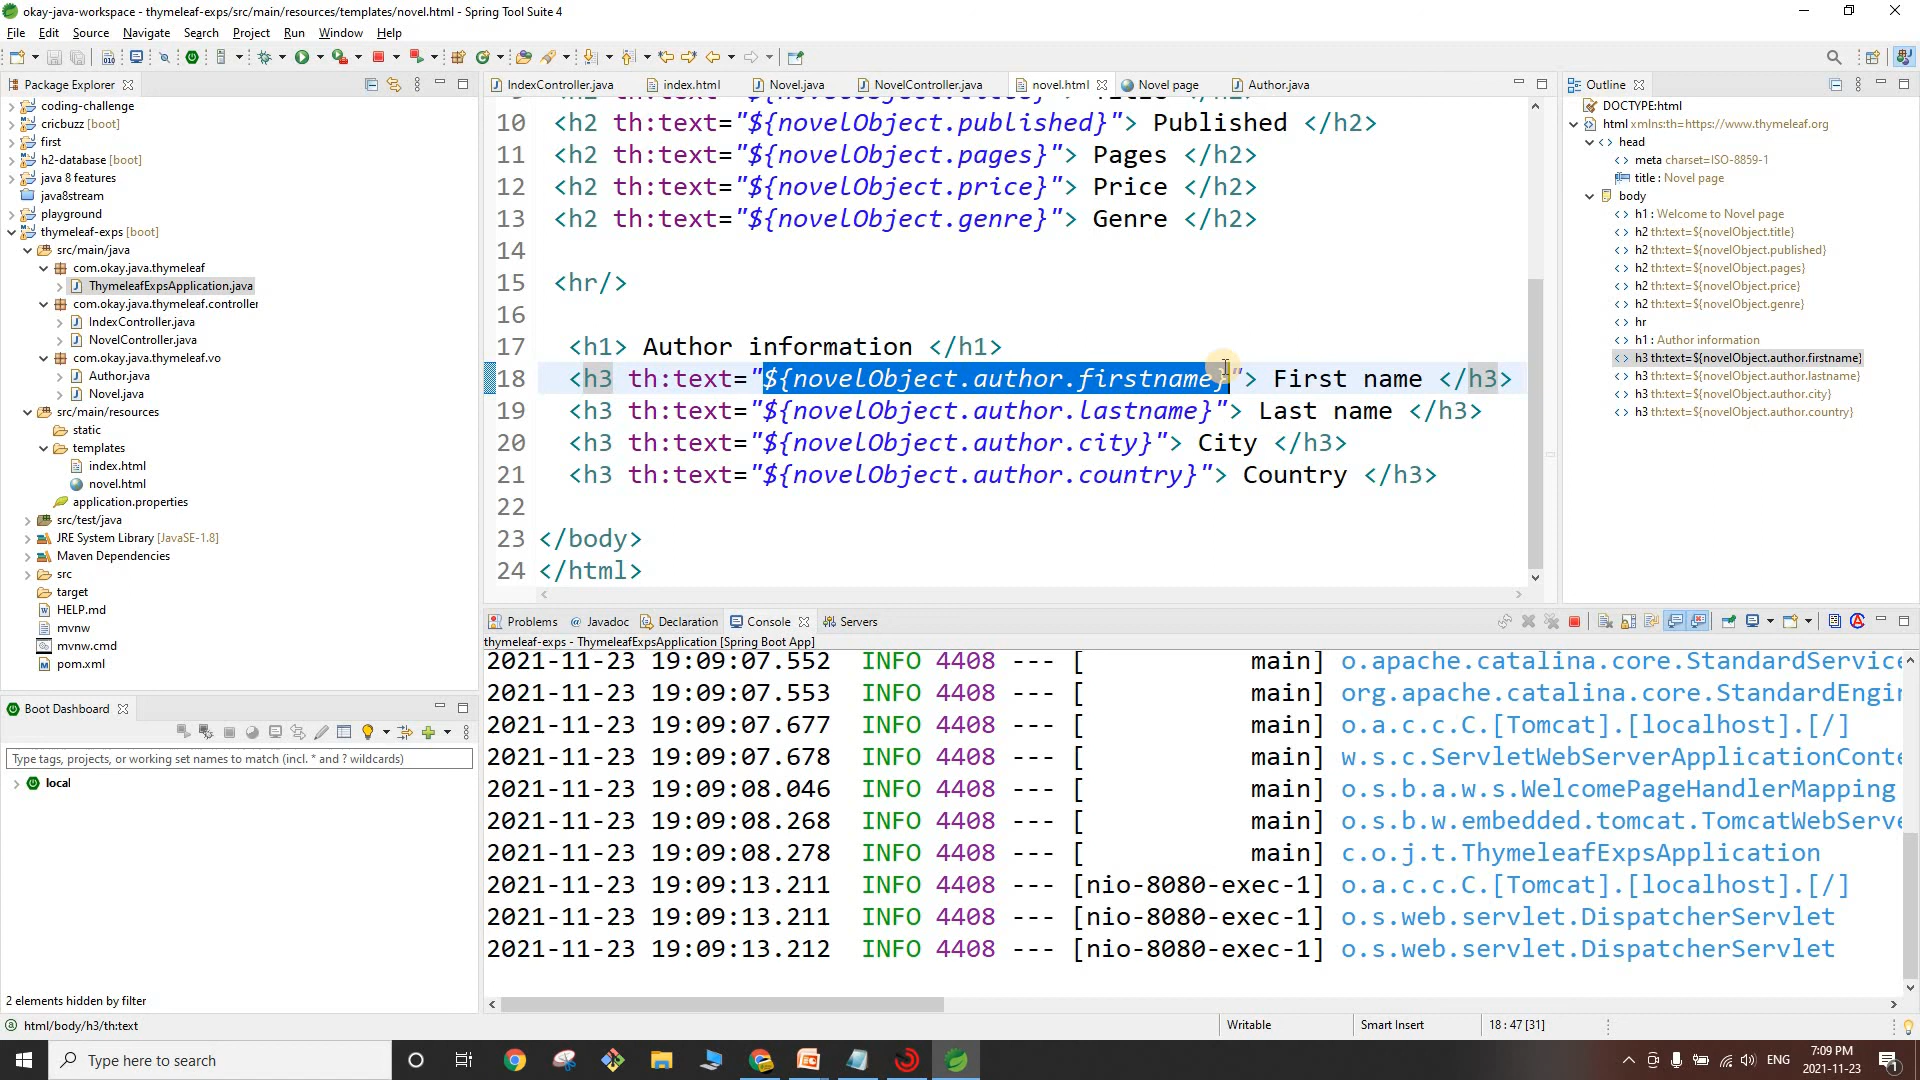 okay-java-workspace - thymeleaf-exps/src/main/resources/templates/novel.html - Spring Tool Suite 4
File Edit Source Navigate Search Project Run Window Help
Package Explorer
coding-challenge
cricbuzz [boot]
first
h2-database [boot]
java 8 features
java8stream
playground
thymeleaf-exps [boot]
src/main/java
com.okay.java.thymeleaf
ThymeleafExpsApplication.java
com.okay.java.thymeleaf.controller
IndexController.java
NovelController.java
com.okay.java.thymeleaf.vo
Author.java
Novel.java
src/main/resources
static
templates
index.html
novel.html
application.properties
src/test/java
JRE System Library [JavaSE-1.8]
Maven Dependencies
src
target
HELP.md
mvnw
mvnw.cmd
pom.xml
Boot Dashboard
Type tags, projects, or working set names to match (incl. * and ? wildcards)
local
2 elements hidden by filter
IndexController.java index.html Novel.java NovelController.java novel.html Novel page Author.java
10 <h2 th:text="${novelObject.published}"> Published </h2>
11 <h2 th:text="${novelObject.pages}"> Pages </h2>
12 <h2 th:text="${novelObject.price}"> Price </h2>
13 <h2 th:text="${novelObject.genre}"> Genre </h2>
14
15 <hr/>
16
17 <h1> Author information </h1>
18 <h3 th:text="${novelObject.author.firstname}"> First name </h3>
19 <h3 th:text="${novelObject.author.lastname}"> Last name </h3>
20 <h3 th:text="${novelObject.author.city}"> City </h3>
21 <h3 th:text="${novelObject.author.country}"> Country </h3>
22
23 </body>
24 </html>
Outline
DOCTYPE:html
html xmlns:th=https://www.thymeleaf.org
head
meta charset=ISO-8859-1
title : Novel page
body
h1 : Welcome to Novel page
h2 th:text=${novelObject.title}
h2 th:text=${novelObject.published}
h2 th:text=${novelObject.pages}
h2 th:text=${novelObject.price}
h2 th:text=${novelObject.genre}
hr
h1 : Author information
h3 th:text=${novelObject.author.firstname}
h3 th:text=${novelObject.author.lastname}
h3 th:text=${novelObject.author.city}
h3 th:text=${novelObject.author.country}
Problems Javadoc Declaration Console Servers
thymeleaf-exps - ThymeleafExpsApplication [Spring Boot App]
2021-11-23 19:09:07.552 INFO 4408 --- [ main] o.apache.catalina.core.StandardService
2021-11-23 19:09:07.553 INFO 4408 --- [ main] org.apache.catalina.core.StandardEngin
2021-11-23 19:09:07.677 INFO 4408 --- [ main] o.a.c.c.C.[Tomcat].[localhost].[/]
2021-11-23 19:09:07.678 INFO 4408 --- [ main] w.s.c.ServletWebServerApplicationConte
2021-11-23 19:09:08.046 INFO 4408 --- [ main] o.s.b.a.w.s.WelcomePageHandlerMapping
2021-11-23 19:09:08.268 INFO 4408 --- [ main] o.s.b.w.embedded.tomcat.TomcatWebServe
2021-11-23 19:09:08.278 INFO 4408 --- [ main] c.o.j.t.ThymeleafExpsApplication
2021-11-23 19:09:13.211 INFO 4408 --- [nio-8080-exec-1] o.a.c.c.C.[Tomcat].[localhost].[/]
2021-11-23 19:09:13.211 INFO 4408 --- [nio-8080-exec-1] o.s.web.servlet.DispatcherServlet
2021-11-23 19:09:13.212 INFO 4408 --- [nio-8080-exec-1] o.s.web.servlet.DispatcherServlet
html/body/h3/th:text
Writable
Smart Insert
18 : 47 [31]
Type here to search
ENG
7:09 PM
2021-11-23
1